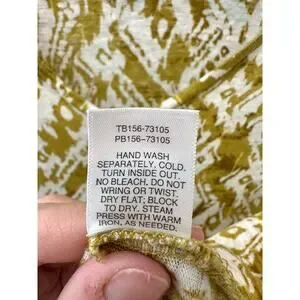 TB156-73105
PB156-73105
HAND WASH
SEPARATELY. COLD.
TURN INSIDE OUT.
NO BLEACH. DO NOT
WRING OR TWIST.
DRY FLAT; BLOCK
TO DRY. STEAM
PRESS WITH WARM
IRON, AS NEEDED.